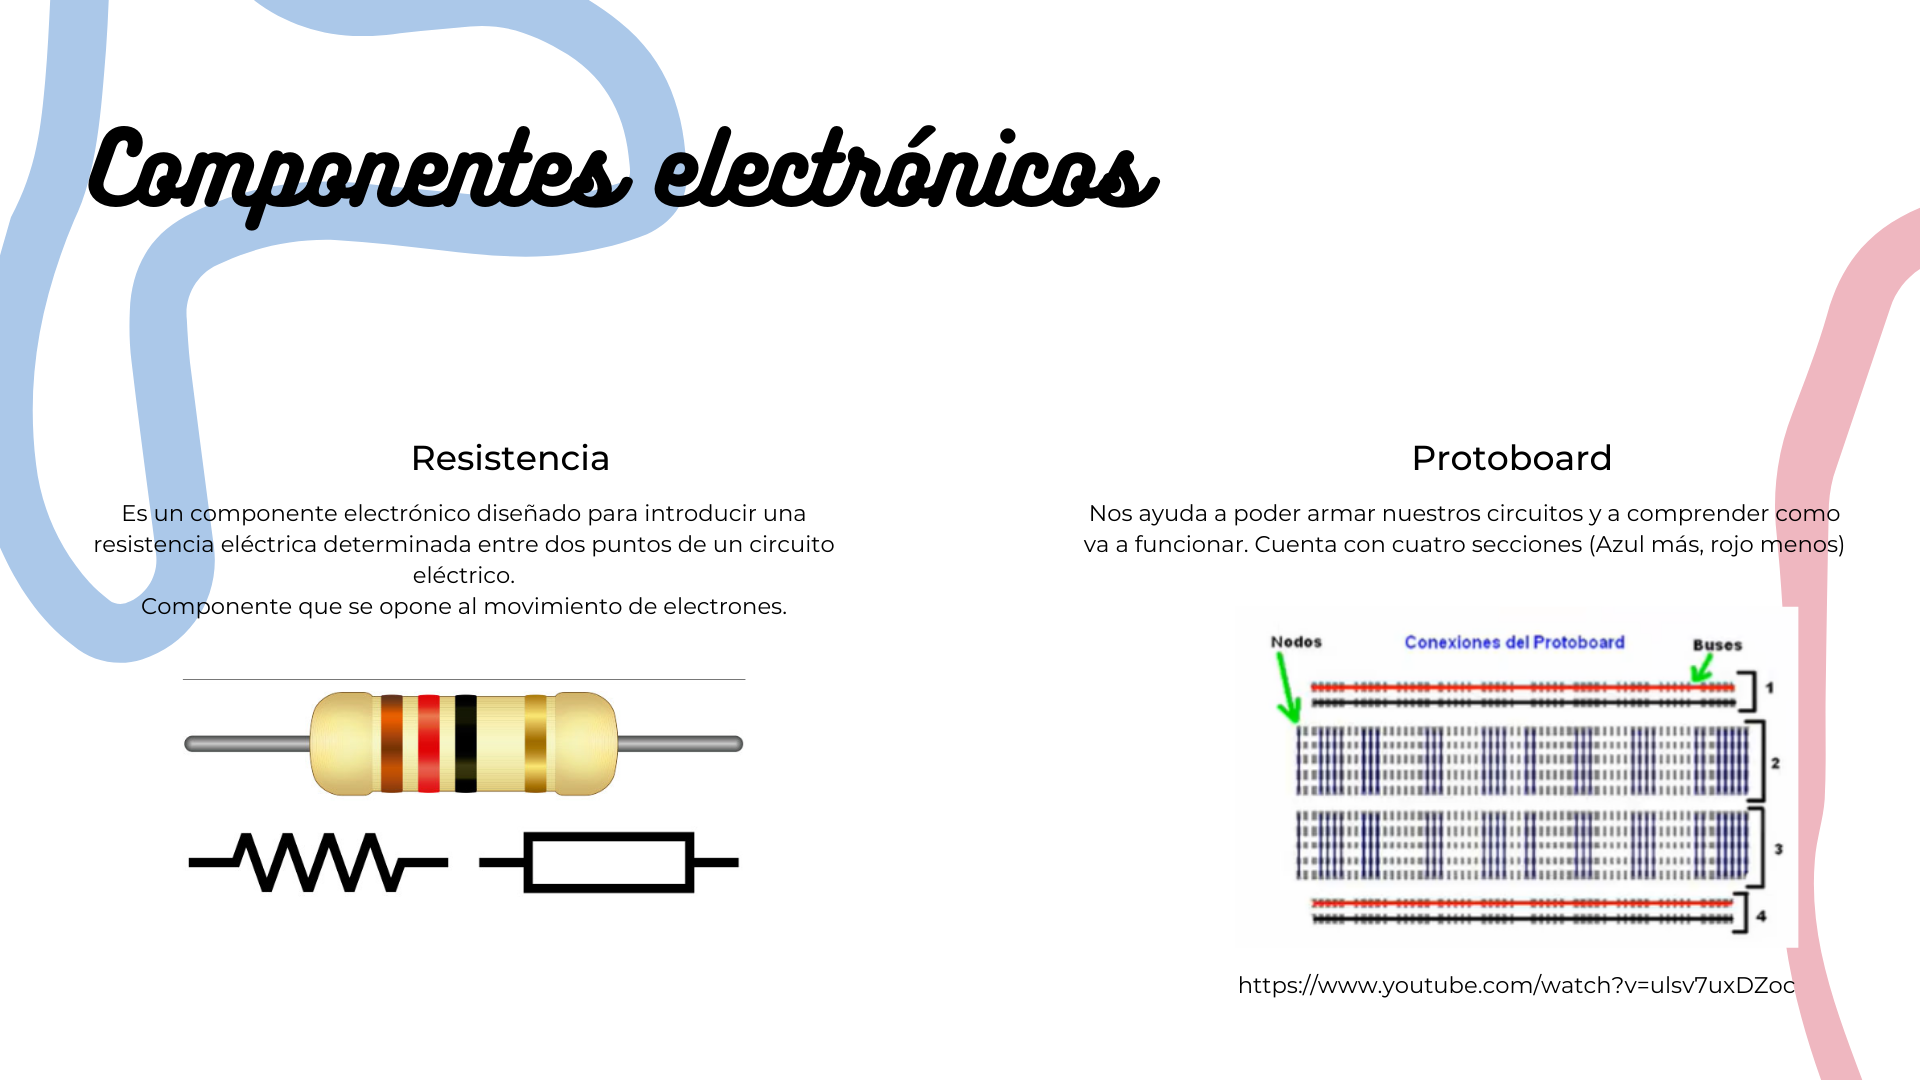 Componentes electrónicos
Resistencia
Es un componente electrónico diseñado para introducir una
resistencia eléctrica determinada entre dos puntos de un circuito
eléctrico.
Componente que se opone al movimiento de electrones.
Protoboard
Nos ayuda a poder armar nuestros circuitos y a comprender como
va a funcionar. Cuenta con cuatro secciones (Azul más, rojo menos)
Nodos
Conexiones del Protoboard
Buses
1
2
3
4
https://www.youtube.com/watch?v=ulsv7uxDZoc